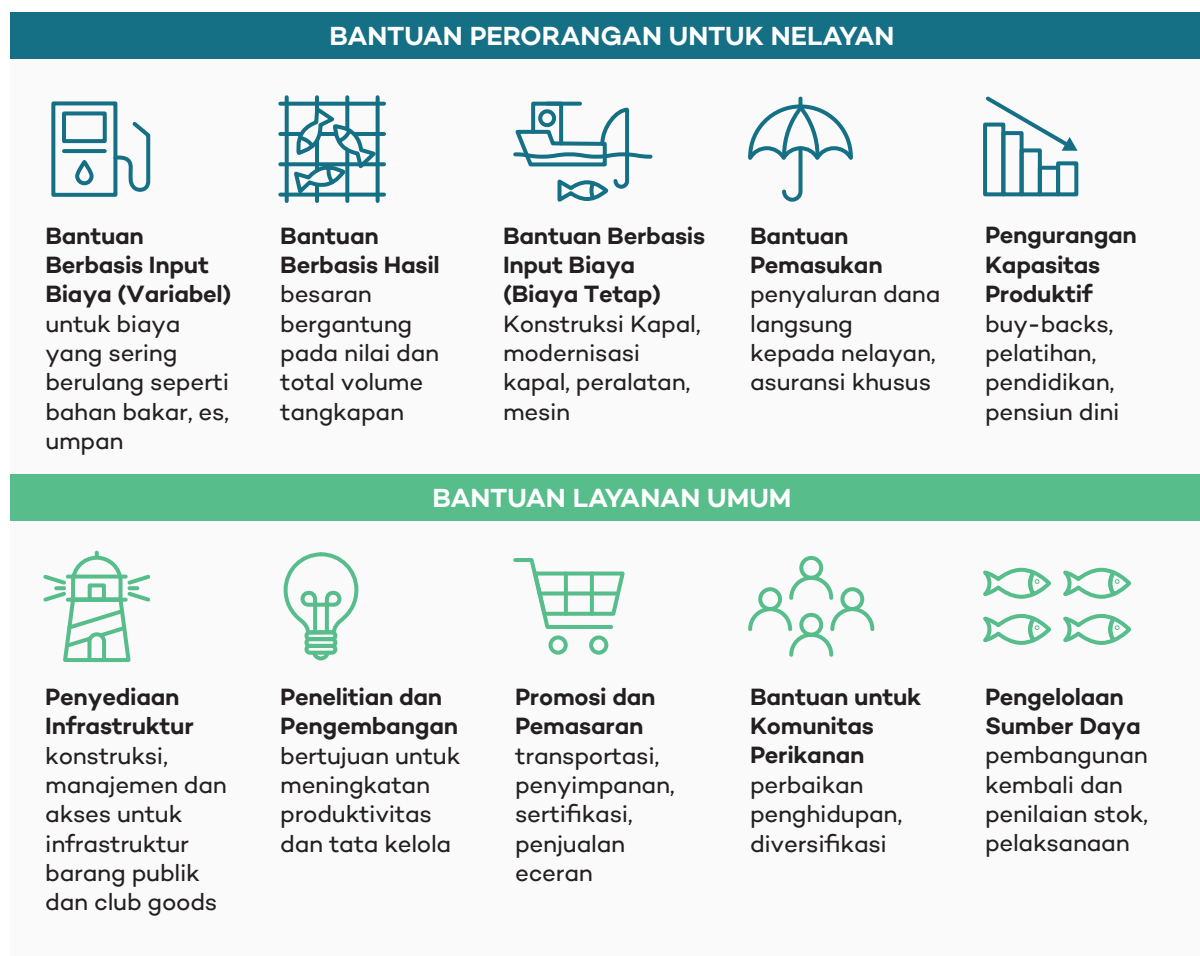 BANTUAN PERORANGAN UNTUK NELAYAN
Bantuan
Berbasis Input
Biaya (Variabel)
untuk biaya
yang sering
berulang seperti
bahan bakar, es,
umpan
Bantuan
Berbasis Hasil
besaran
bergantung
pada nilai dan
total volume
tangkapan
Bantuan Berbasis
Input Biaya
(Biaya Tetap)
Konstruksi Kapal,
modernisasi
kapal, peralatan,
mesin
Bantuan
Pemasukan
penyaluran dana
langsung
kepada nelayan,
asuransi khusus
Pengurangan
Kapasitas
Produktif
buy-backs,
pelatihan,
pendidikan,
pensiun dini
BANTUAN LAYANAN UMUM
Penyediaan
Infrastruktur
konstruksi,
manajemen dan
akses untuk
infrastruktur
barang publik
dan club goods
Penelitian dan
Pengembangan
bertujuan untuk
meningkatan
produktivitas
dan tata kelola
Promosi dan
Pemasaran
transportasi,
penyimpanan,
sertifikasi,
penjualan
eceran
Bantuan untuk
Komunitas
Perikanan
perbaikan
penghidupan,
diversifikasi
Pengelolaan
Sumber Daya
pembangunan
kembali dan
penilaian stok,
pelaksanaan